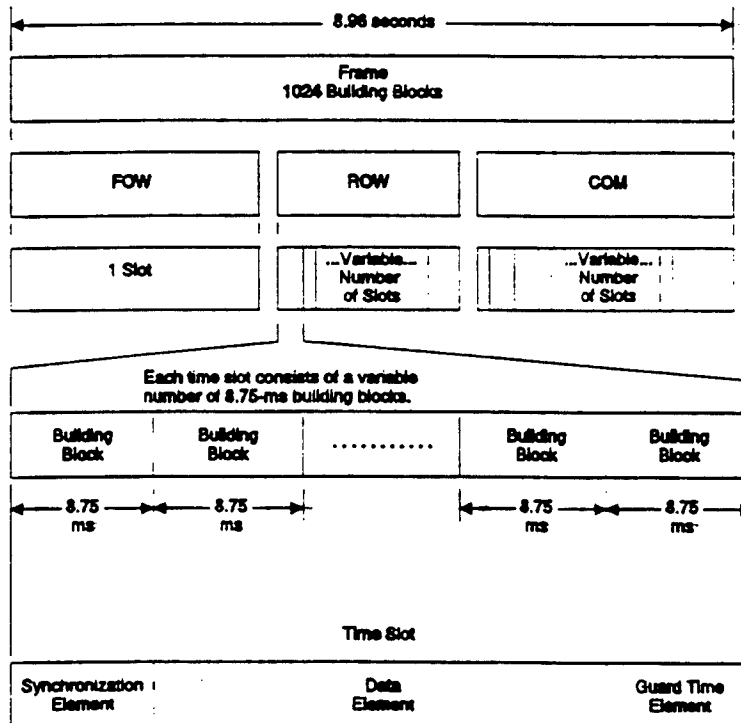 8.96 seconds
Frame
1024 Building Blocks
FOW
ROW
COM
1 Slot
...Variable...
Number
of Slots
...Variable...
Number
of Slots
Each time slot consists of a variable
number of 8.75-ms building blocks.
Building
Block
Building
Block
...........
Building
Block
Building
Block
8.75
ms
8.75
ms
8.75
ms
8.75
ms
Time Slot
Synchronization
Element
Data
Element
Guard Time
Element